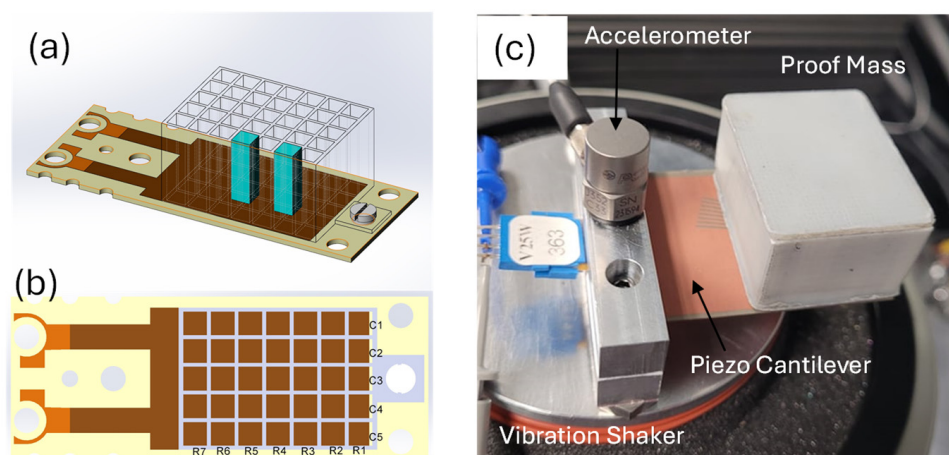 (a)
(b)
C1
C2
C3
C4
C5
R7 R6 R5 R4 R3 R2 R1
(c)
Accelerometer
Proof Mass
SN
V25W
363
Piezo Cantilever
Vibration Shaker